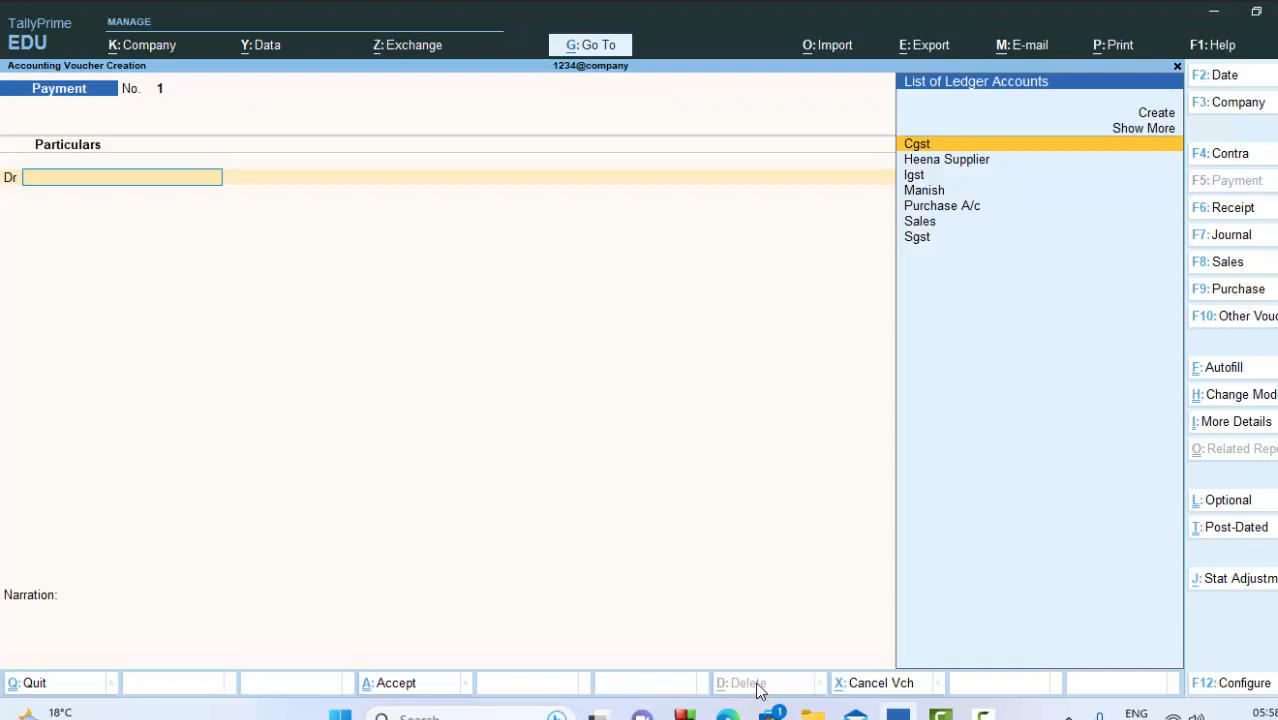 TallyPrime
EDU
MANAGE
K: Company
Y: Data
Z: Exchange
G: Go To
O: Import
E: Export
M: E-mail
P: Print
F1: Help
Accounting Voucher Creation
1234@company
Payment No. 1
Particulars
Dr
Narration:
List of Ledger Accounts
Create
Show More
Cgst
Heena Supplier
Igst
Manish
Purchase A/c
Sales
Sgst
F2: Date
F3: Company
F4: Contra
F5: Payment
F6: Receipt
F7: Journal
F8: Sales
F9: Purchase
F10: Other Vou
F: Autofill
H: Change Mod
I: More Details
O: Related Rep
L: Optional
T: Post-Dated
J: Stat Adjustm
Q: Quit
A: Accept
D: Delete
X: Cancel Vch
F12: Configure
18°C
Search
1
ENG
05:58